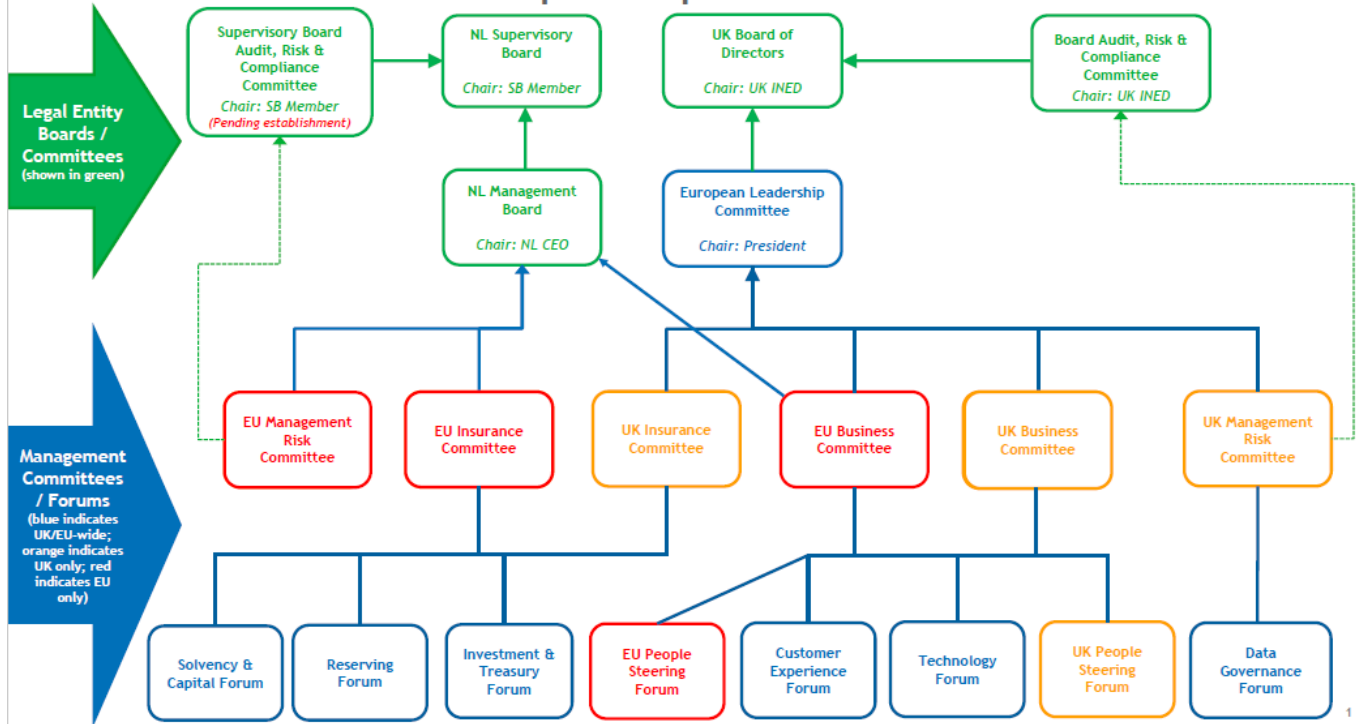 Supervisory Board
Audit, Risk &
Compliance
Committee
Chair: SB Member
(Pending establishment)
NL Supervisory
Board
Chair: SB Member
UK Board of
Directors
Chair: UK INED
Board Audit, Risk &
Compliance
Committee
Chair: UK INED
Legal Entity
Boards /
Committees
(shown in green)
NL Management
Board
Chair: NL CEO
European Leadership
Committee
Chair: President
Management
Committees
/ Forums
(blue indicates
UK/EU-wide;
orange indicates
UK only; red
indicates EU
only)
EU Management
Risk
Committee
EU Insurance
Committee
UK Insurance
Committee
EU Business
Committee
UK Business
Committee
UK Management
Risk
Committee
Solvency &
Capital Forum
Reserving
Forum
Investment &
Treasury
Forum
EU People
Steering
Forum
Customer
Experience
Forum
Technology
Forum
UK People
Steering
Forum
Data
Governance
Forum
1